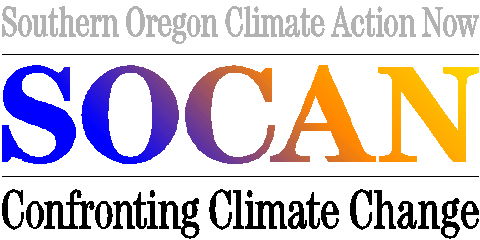 Southern Oregon Climate Action Now
SOCAN
Confronting Climate Change